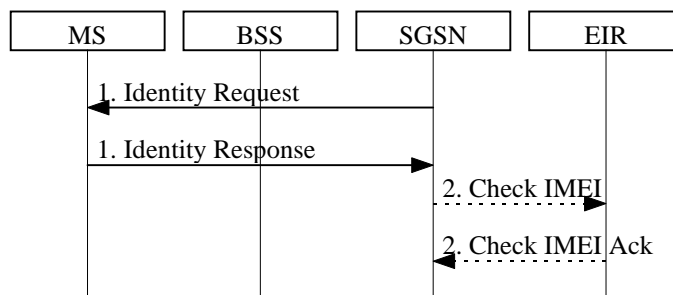 MS BSS SGSN EIR
1. Identity Request
1. Identity Response
2. Check IMEI
2. Check IMEI Ack